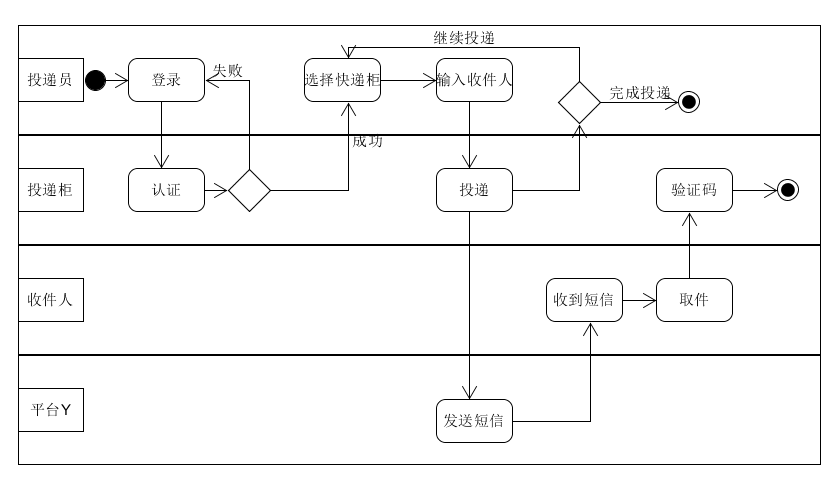 继续投递
投递员
登录
失败
选择快递柜
输入收件人
完成投递
成功
投递柜
认证
投递
验证码
收件人
收到短信
取件
平台Y
发送短信